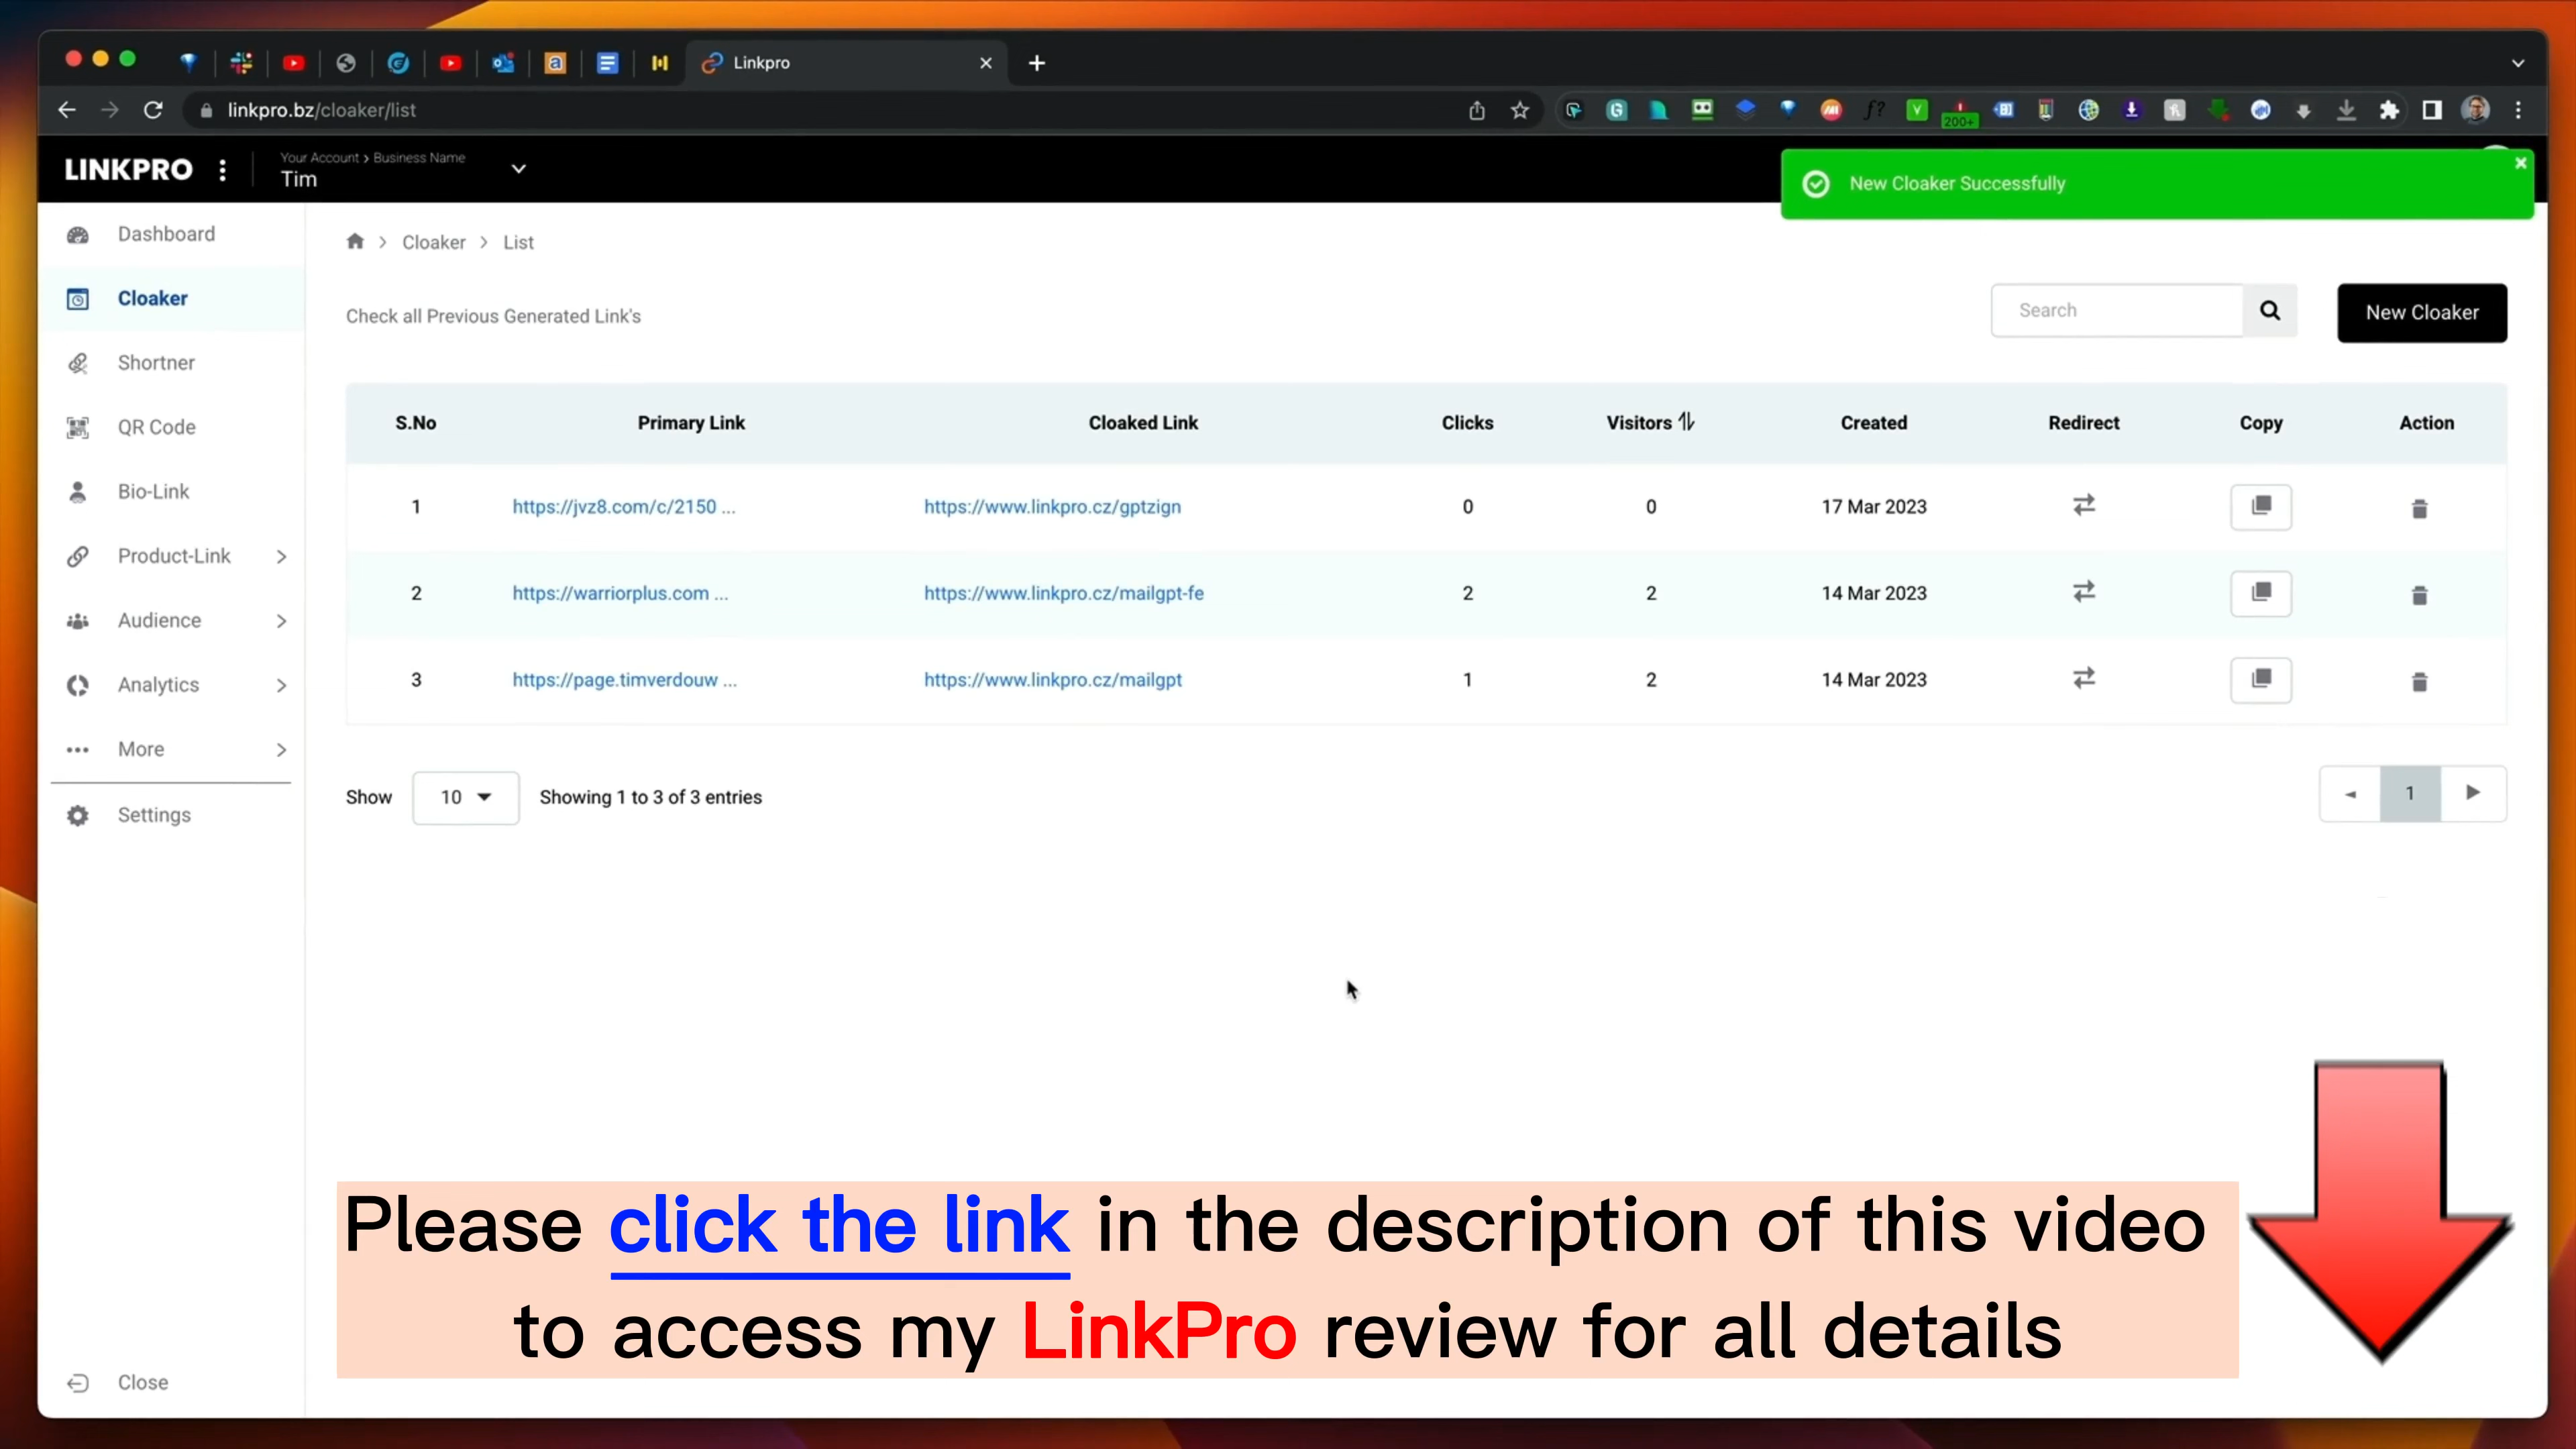 Linkpro
linkpro.bz/cloaker/list
200+
LINKPRO
Your Account > Business Name
Tim
New Cloaker Successfully
Dashboard
Cloaker
Shortner
QR Code
Bio-Link
Product-Link
Audience
Analytics
More
Settings
Close
Cloaker > List
Check all Previous Generated Link's
Search
New Cloaker
S.No Primary Link Cloaked Link Clicks Visitors Created Redirect Copy Action
1 https://jvz8.com/c/2150 ... https://www.linkpro.cz/gptzign 0 0 17 Mar 2023
2 https://warriorplus.com ... https://www.linkpro.cz/mailgpt-fe 2 2 14 Mar 2023
3 https://page.timverdouw ... https://www.linkpro.cz/mailgpt 1 2 14 Mar 2023
Show 10 Showing 1 to 3 of 3 entries
1
Please click the link in the description of this video
to access my LinkPro review for all details